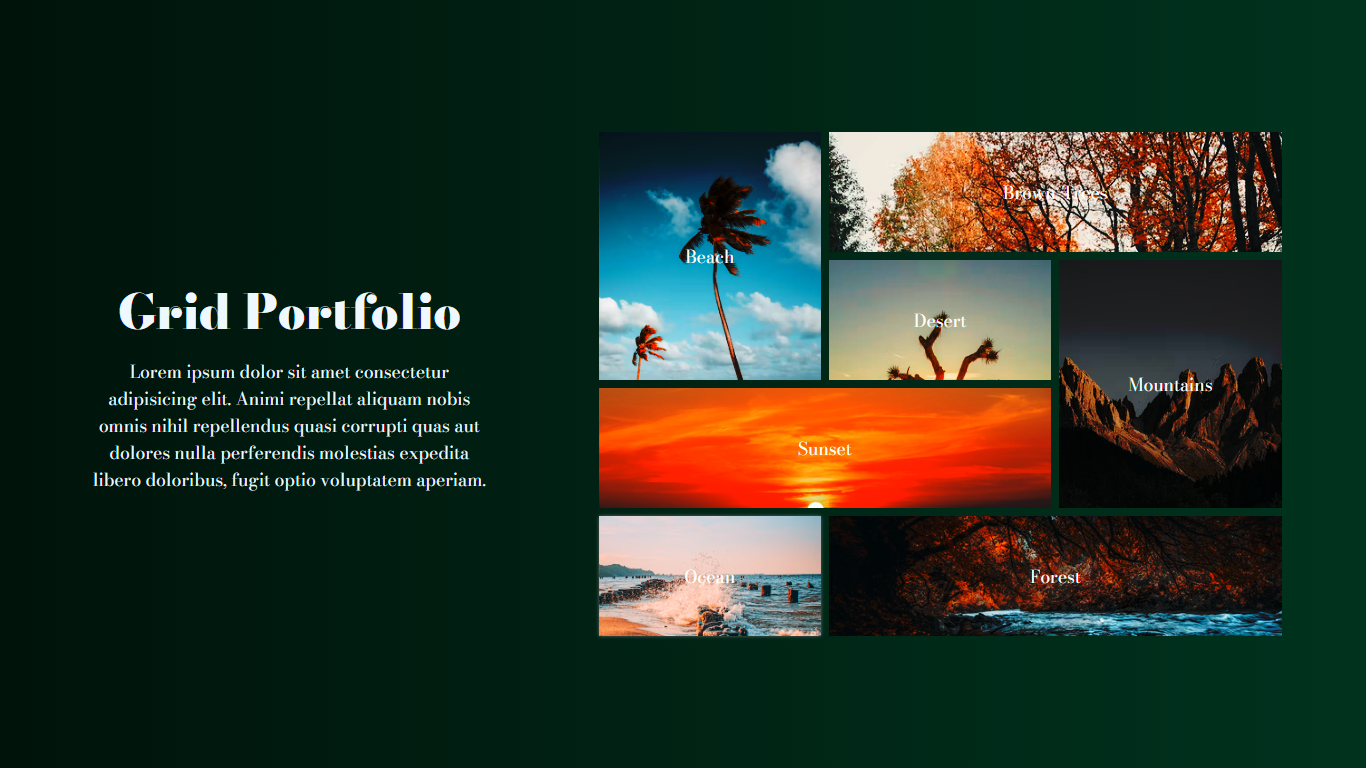 Grid Portfolio
Lorem ipsum dolor sit amet consectetur
adipisicing elit. Animi repellat aliquam nobis
omnis nihil repellendus quasi corrupti quas aut
dolores nulla perferendis molestias expedita
libero doloribus, fugit optio voluptatem aperiam.
Beach
Brown Trees
Desert
Mountains
Sunset
Ocean
Forest